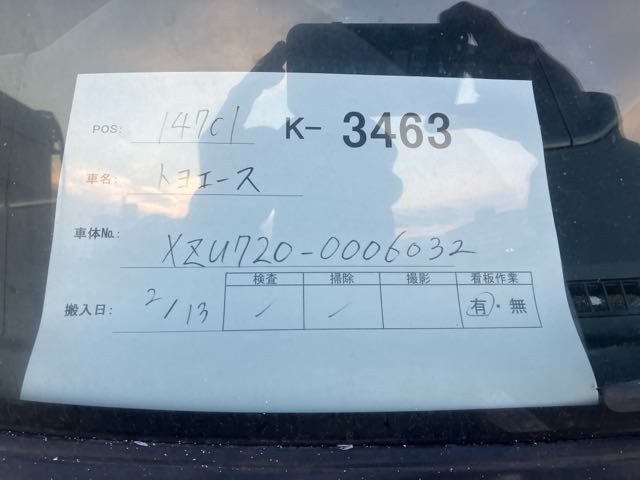 POS: 147C1 K- 3463
車名: トヨエース
車体No.: XZU720-0006032
検査 掃除 撮影 看板作業
搬入日: 2/13 ✓ ✓ 有・無